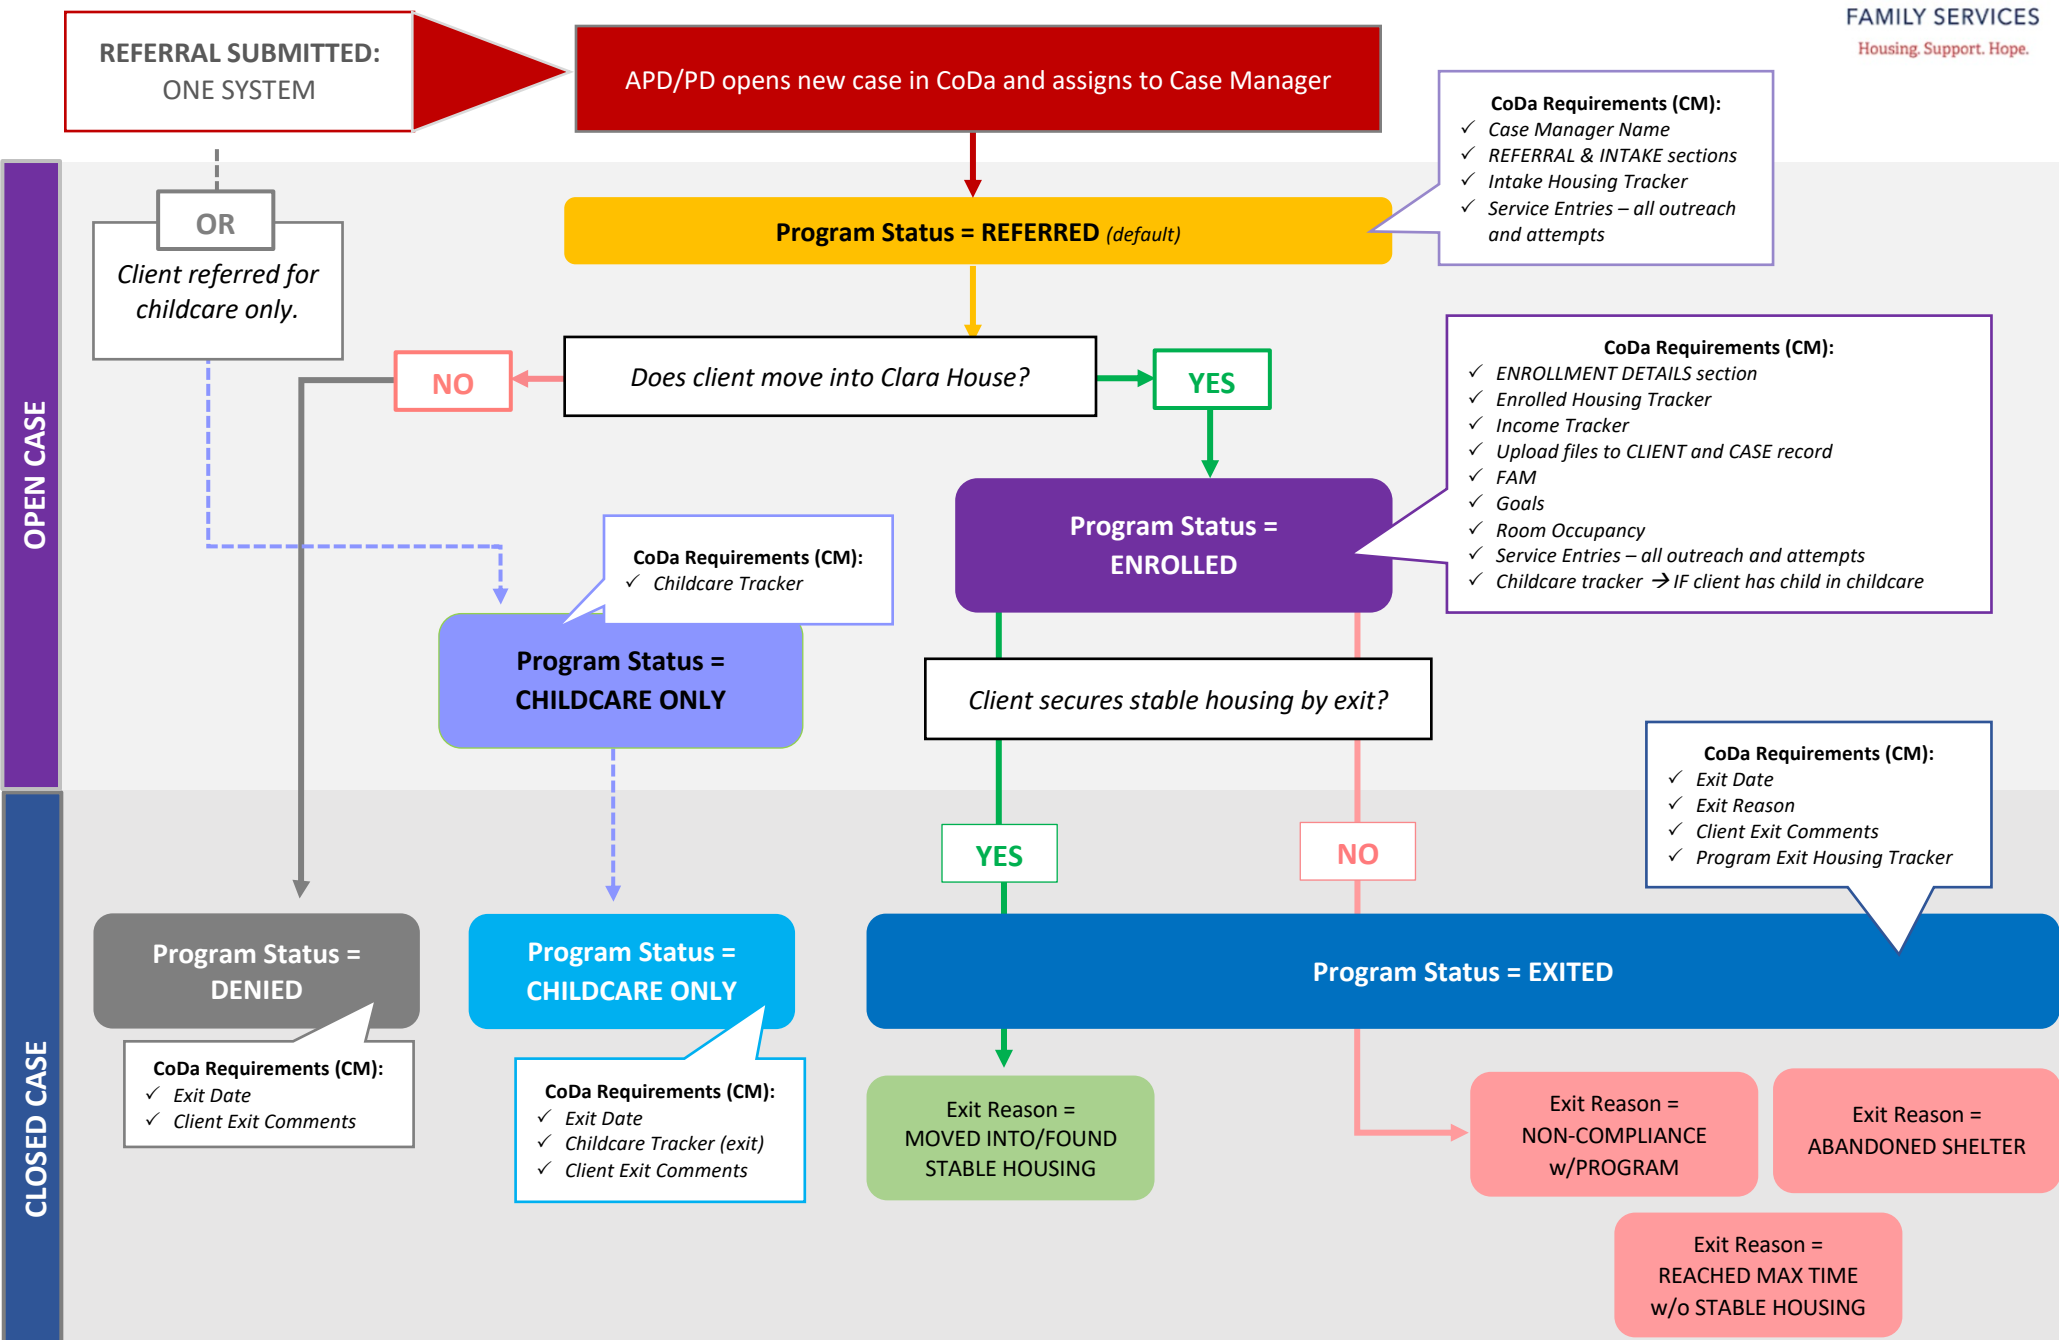 FAMILY SERVICES
Housing. Support. Hope.
REFERRAL SUBMITTED:
ONE SYSTEM
APD/PD opens new case in CoDa and assigns to Case Manager
CoDa Requirements (CM):
✓ Case Manager Name
✓ REFERRAL & INTAKE sections
✓ Intake Housing Tracker
✓ Service Entries – all outreach
and attempts
OPEN CASE
OR
Client referred for
childcare only.
Program Status = REFERRED (default)
NO
Does client move into Clara House?
YES
CoDa Requirements (CM):
✓ ENROLLMENT DETAILS section
✓ Enrolled Housing Tracker
✓ Income Tracker
✓ Upload files to CLIENT and CASE record
✓ FAM
✓ Goals
✓ Room Occupancy
✓ Service Entries – all outreach and attempts
✓ Childcare tracker → IF client has child in childcare
Program Status =
ENROLLED
CoDa Requirements (CM):
✓ Childcare Tracker
Program Status =
CHILDCARE ONLY
Client secures stable housing by exit?
CLOSED CASE
YES
NO
CoDa Requirements (CM):
✓ Exit Date
✓ Exit Reason
✓ Client Exit Comments
✓ Program Exit Housing Tracker
Program Status =
DENIED
Program Status =
CHILDCARE ONLY
Program Status = EXITED
CoDa Requirements (CM):
✓ Exit Date
✓ Client Exit Comments
CoDa Requirements (CM):
✓ Exit Date
✓ Childcare Tracker (exit)
✓ Client Exit Comments
Exit Reason =
MOVED INTO/FOUND
STABLE HOUSING
Exit Reason =
NON-COMPLIANCE
w/PROGRAM
Exit Reason =
ABANDONED SHELTER
Exit Reason =
REACHED MAX TIME
w/o STABLE HOUSING